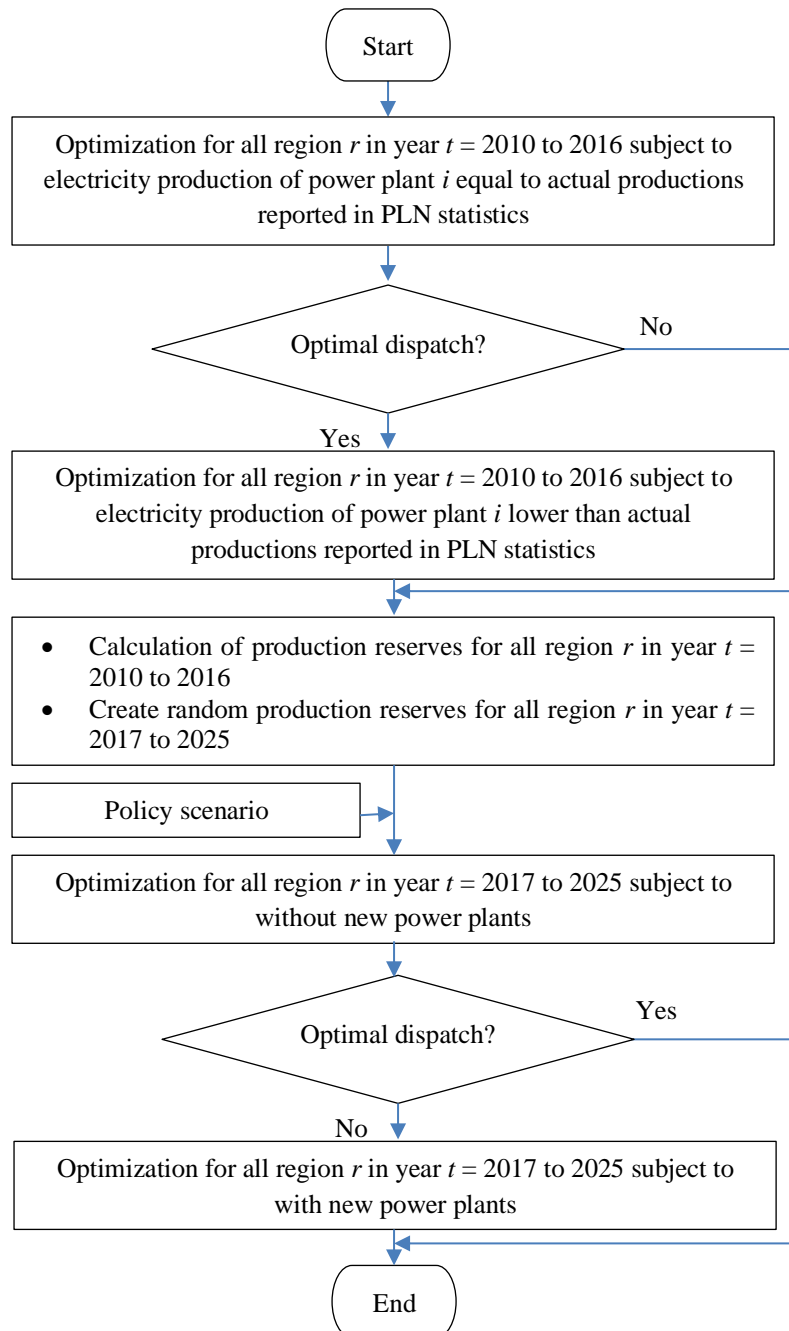 Start
Optimization for all region r in year t = 2010 to 2016 subject to
electricity production of power plant i equal to actual productions
reported in PLN statistics
Optimal dispatch?
No
Yes
Optimization for all region r in year t = 2010 to 2016 subject to
electricity production of power plant i lower than actual
productions reported in PLN statistics
• Calculation of production reserves for all region r in year t =
2010 to 2016
• Create random production reserves for all region r in year t =
2017 to 2025
Policy scenario
Optimization for all region r in year t = 2017 to 2025 subject to
without new power plants
Optimal dispatch?
Yes
No
Optimization for all region r in year t = 2017 to 2025 subject to
with new power plants
End